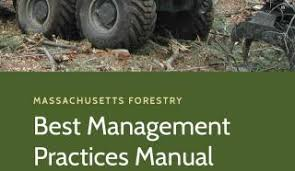 MASSACHUSETTS FORESTRY
Best Management
Practices Manual